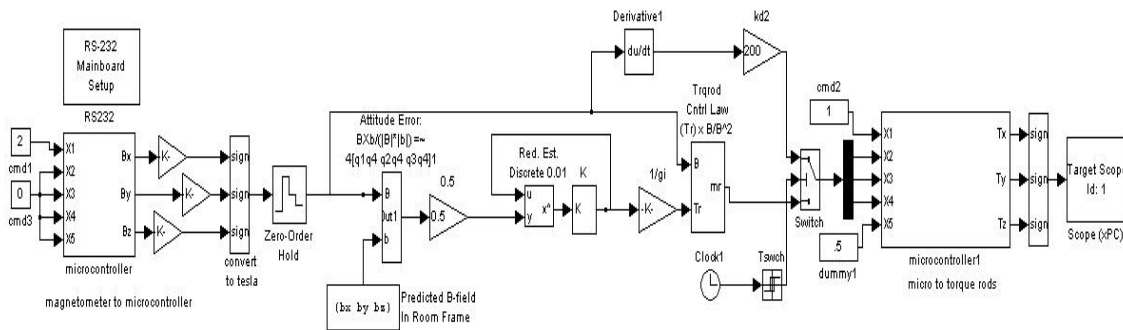 RS-232
Mainboard
Setup
RS232
2
cmd1
0
cmd3
X1
X2
X3
X4
X5
Bx
By
Bz
microcontroller
magnetometer to microcontroller
K-
K-
K-
sign
sign
sign
convert
to tesla
Zero-Order
Hold
Attitude Error:
BXb/(|B|*|b|) =~
4[q1q4 q2q4 q3q4]1
B
b
Out1
(bx by bz)
Predicted B-field
In Room Frame
0.5
0.5
Red. Est.
Discrete 0.01
u
y
x^
K
K
1/gi
-K-
Derivative1
du/dt
kd2
200
Trqrod
Cntrl Law
(Tr) x B/B^2
B
Tr
mr
Clock1
Tswch
Switch
cmd2
1
.5
dummy1
X1
X2
X3
X4
X5
Tx
Ty
Tz
microcontroller1
micro to torque rods
sign
sign
sign
Target Scope
Id: 1
Scope (xPC)